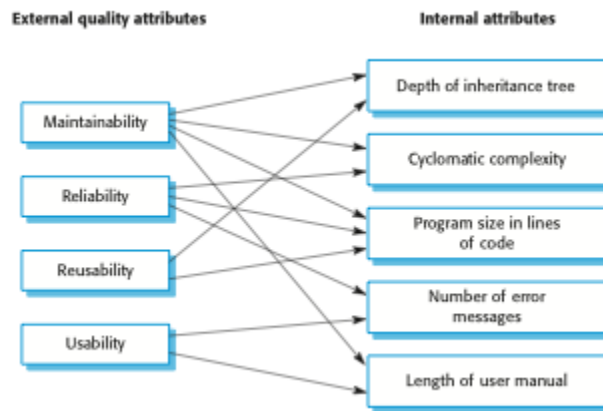 External quality attributes
Internal attributes
Maintainability
Reliability
Reusability
Usability
Depth of inheritance tree
Cyclomatic complexity
Program size in lines
of code
Number of error
messages
Length of user manual